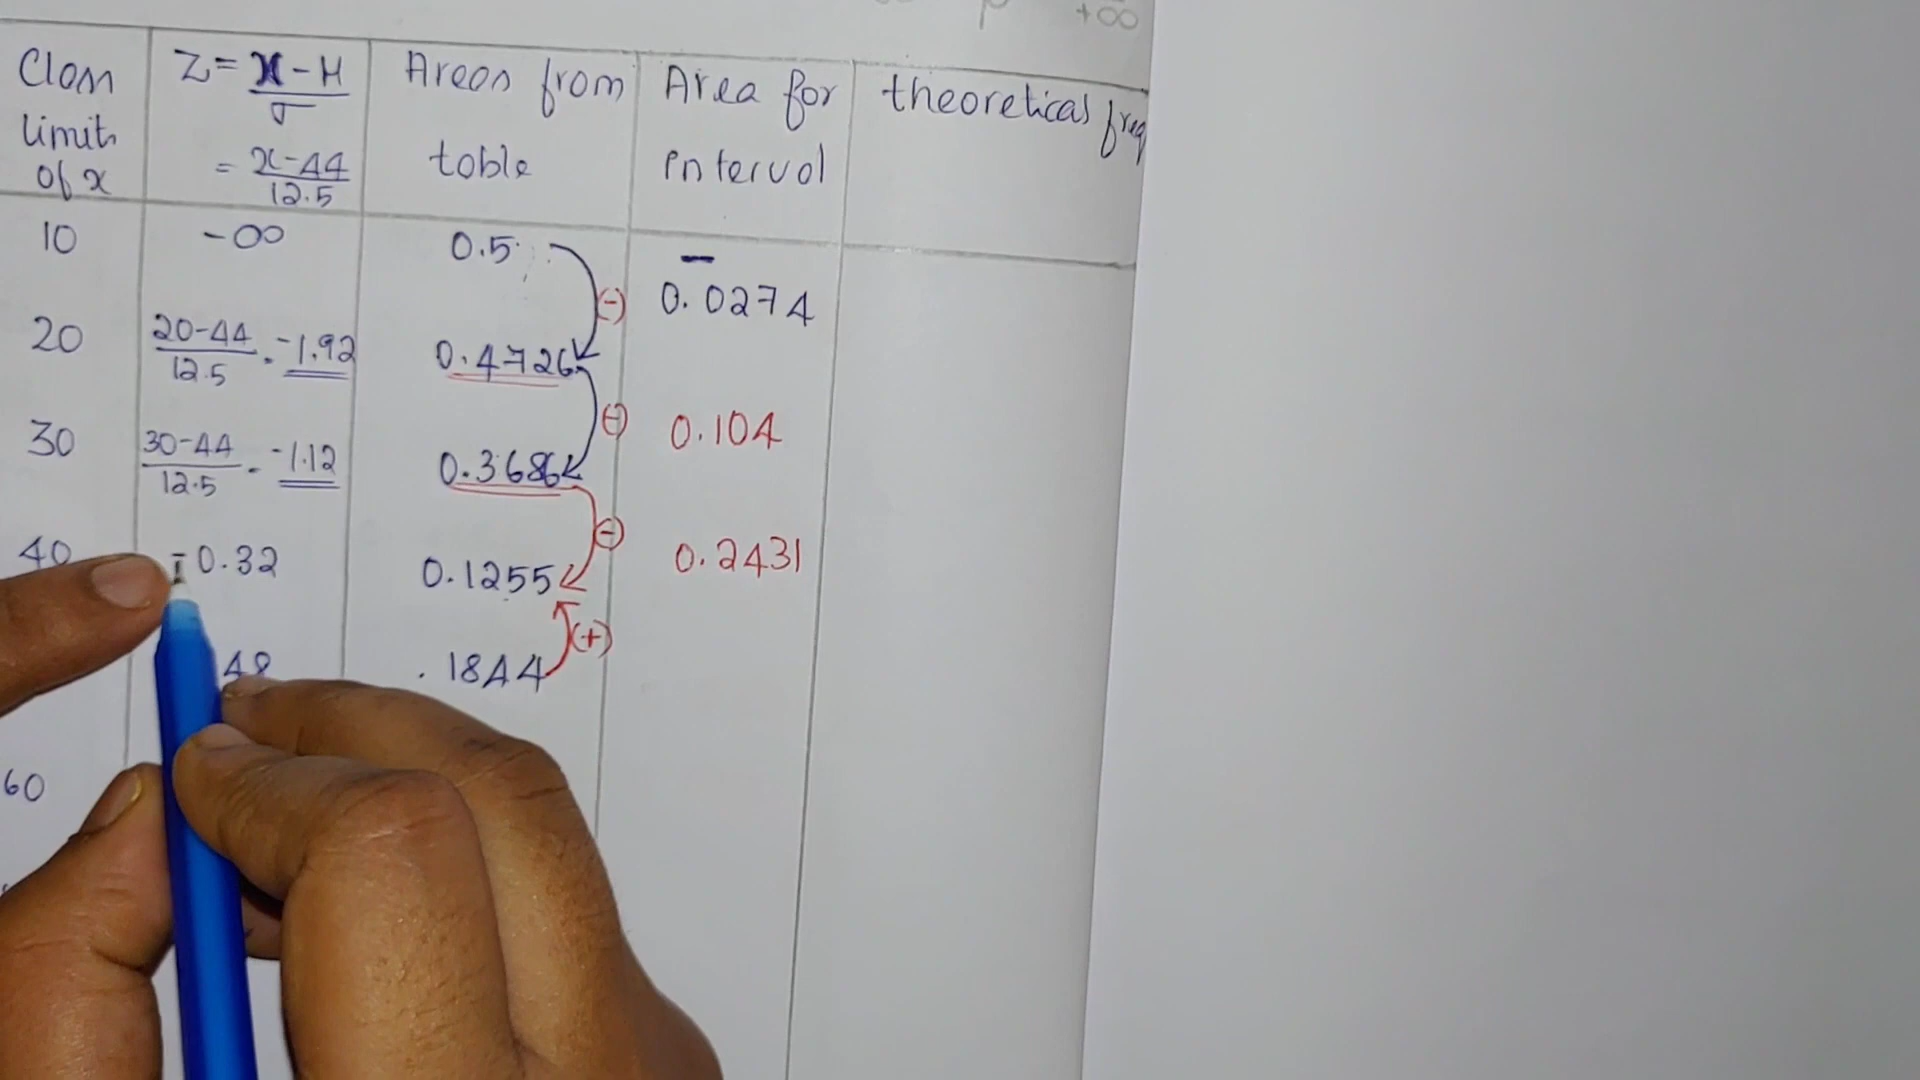 μ +∞
Class limits of x
Z = x - μ / σ
= x - 44 / 12.5
Areas from table
Area for Interval
theoretical freq
10 -∞ 0.5 –
(-) 0.0274
20 20-44 / 12.5 = -1.92 0.4726
(-) 0.104
30 30-44 / 12.5 = -1.12 0.3686
(-) 0.2431
40 -0.32 0.1255
(+)
48 .1844
60